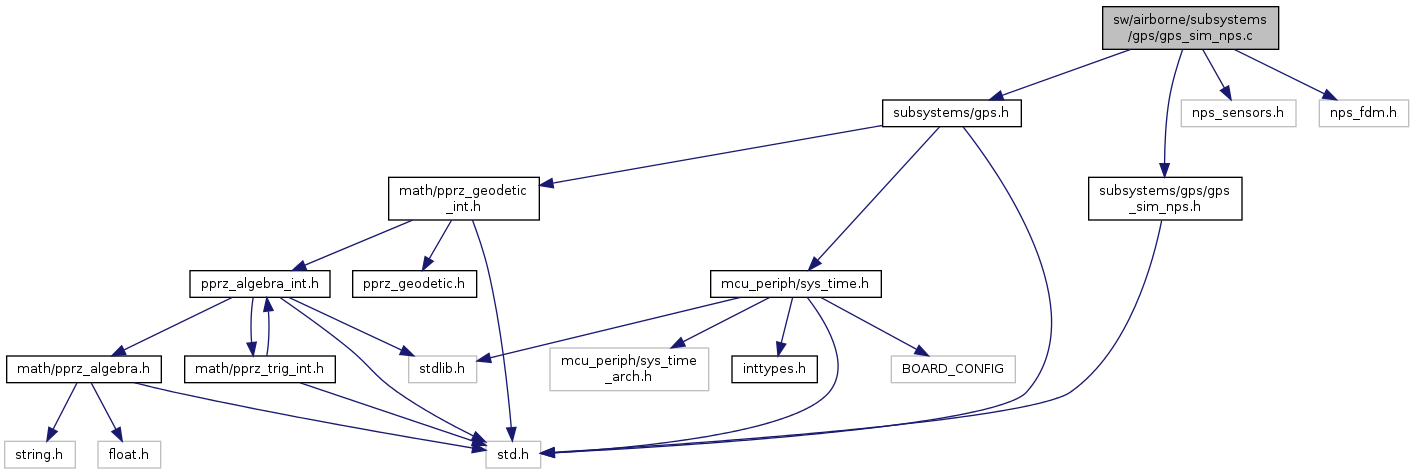 sw/airborne/subsystems
/gps/gps_sim_nps.c
subsystems/gps.h
nps_sensors.h
nps_fdm.h
math/pprz_geodetic
_int.h
subsystems/gps/gps
_sim_nps.h
pprz_algebra_int.h
pprz_geodetic.h
mcu_periph/sys_time.h
math/pprz_algebra.h
math/pprz_trig_int.h
stdlib.h
mcu_periph/sys_time
_arch.h
inttypes.h
BOARD_CONFIG
string.h
float.h
std.h